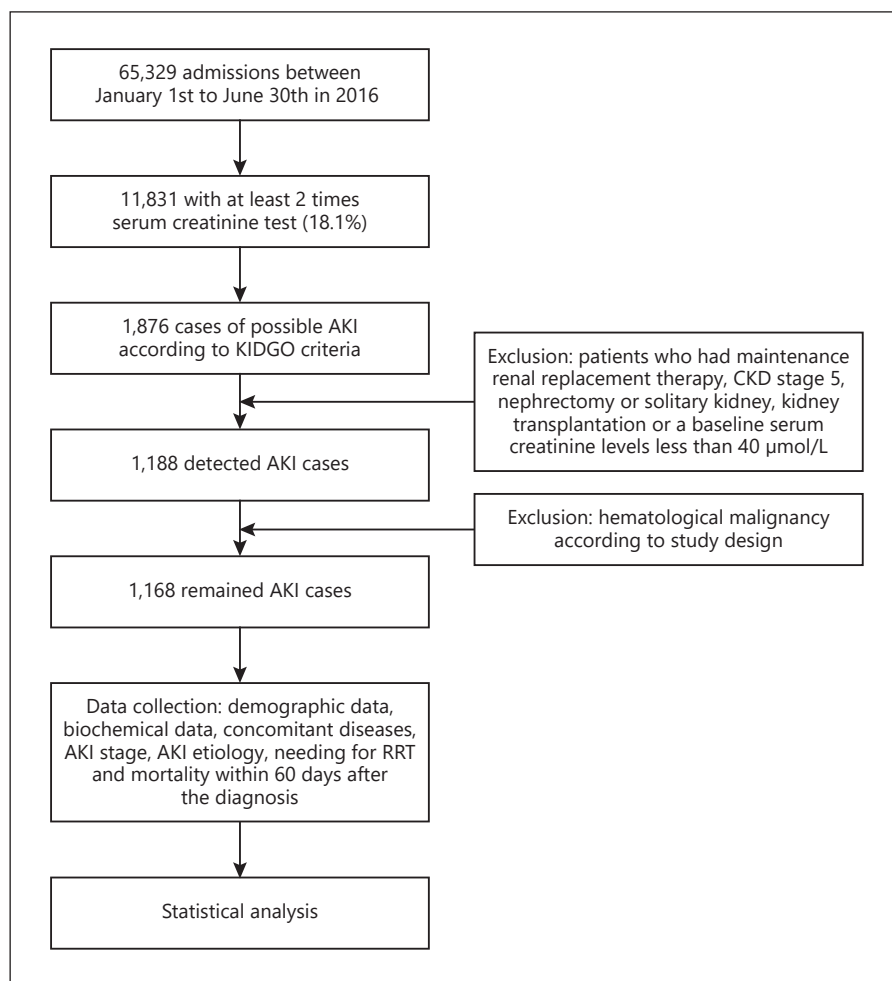 65,329 admissions between
January 1st to June 30th in 2016
11,831 with at least 2 times
serum creatinine test (18.1%)
1,876 cases of possible AKI
according to KIDGO criteria
Exclusion: patients who had maintenance
renal replacement therapy, CKD stage 5,
nephrectomy or solitary kidney, kidney
transplantation or a baseline serum
creatinine levels less than 40 μmol/L
1,188 detected AKI cases
Exclusion: hematological malignancy
according to study design
1,168 remained AKI cases
Data collection: demographic data,
biochemical data, concomitant diseases,
AKI stage, AKI etiology, needing for RRT
and mortality within 60 days after
the diagnosis
Statistical analysis